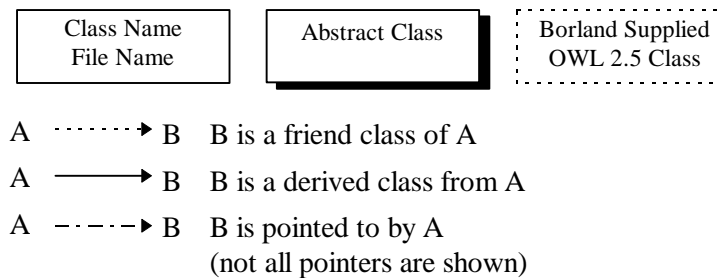 Class Name
File Name
Abstract Class
Borland Supplied
OWL 2.5 Class
A B B is a friend class of A
A B B is a derived class from A
A B B is pointed to by A
(not all pointers are shown)